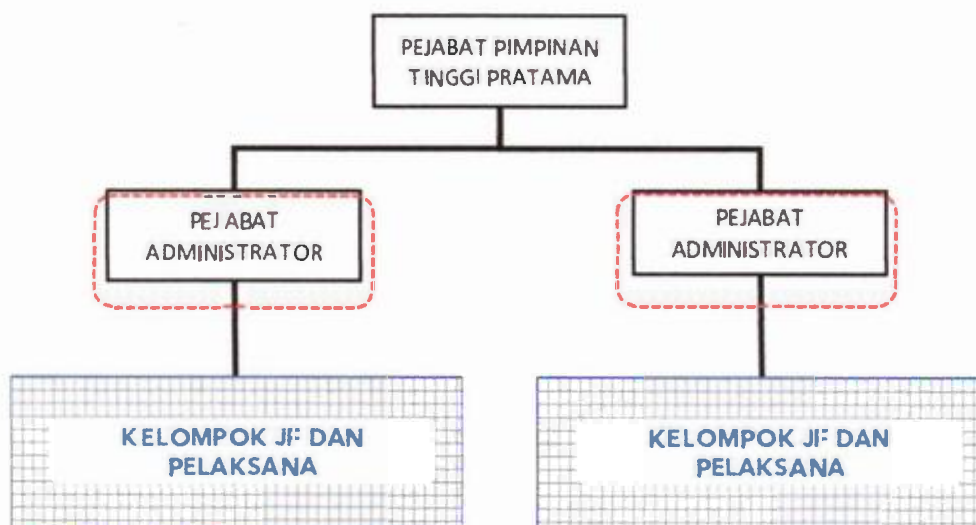 PEJABAT PIMPINAN
TINGGI PRATAMA
PEJABAT
ADMINISTRATOR
PEJABAT
ADMINISTRATOR
KELOMPOK JF DAN
PELAKSANA
KELOMPOK JF DAN
PELAKSANA